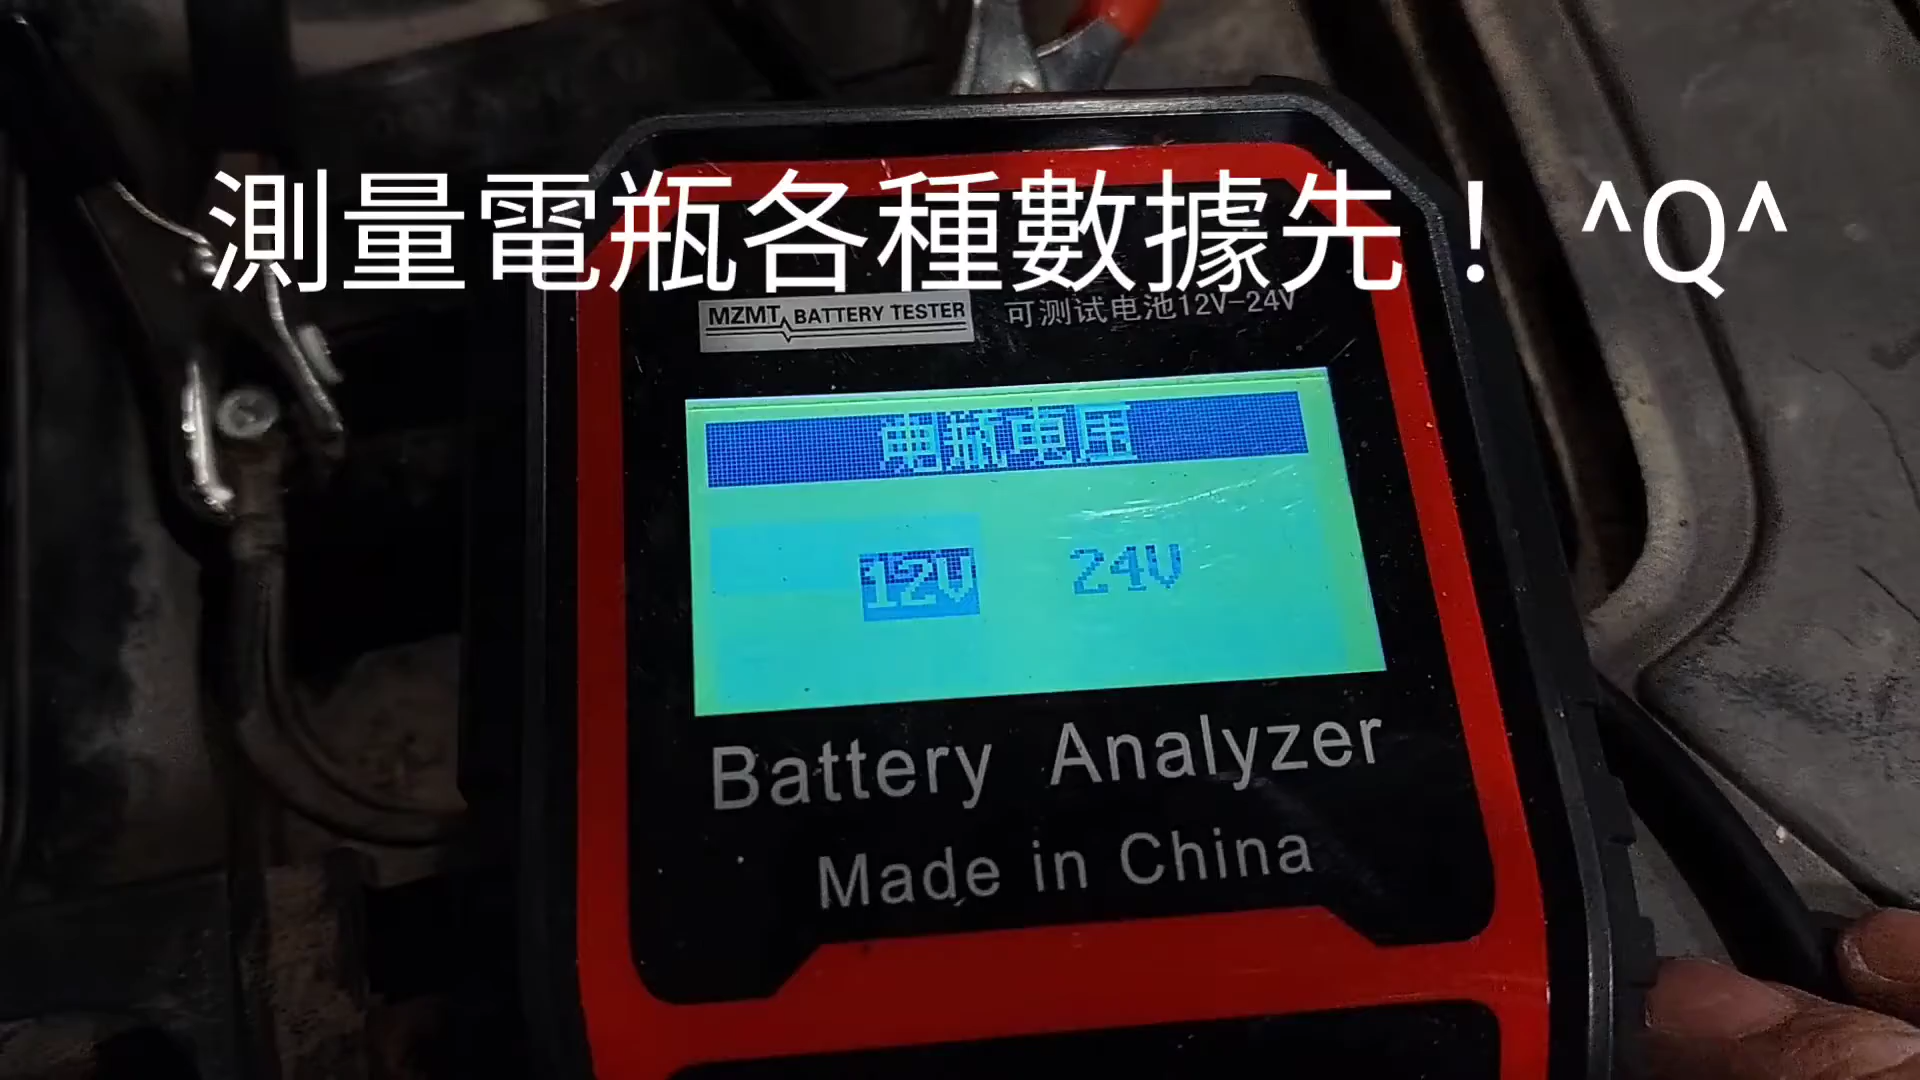 測量電瓶各種數據先！ ^Q^
MZMT BATTERY TESTER
可测试电池12V-24V
电瓶电压
12V 24V
Battery Analyzer
Made in China